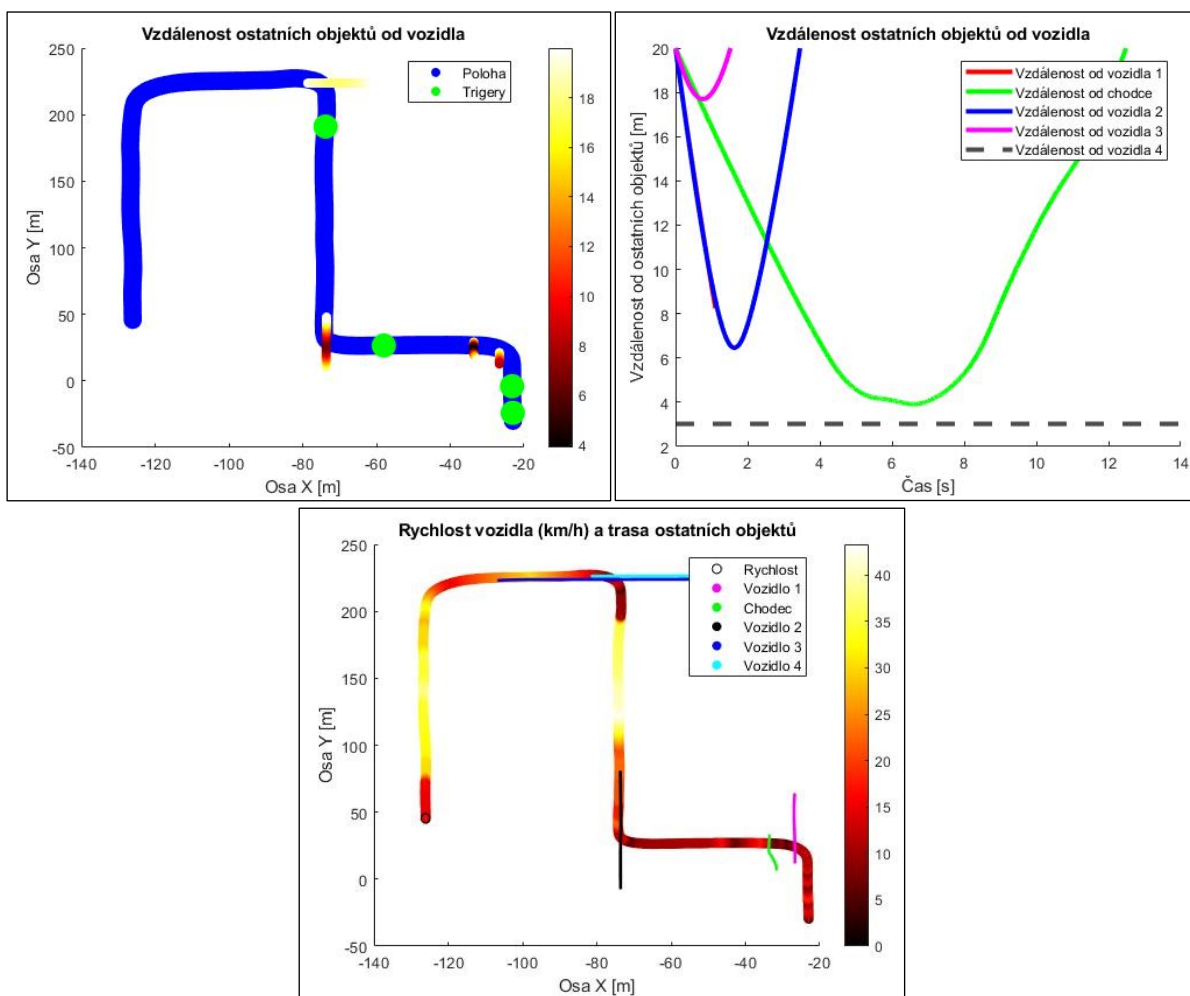 Vzdálenost ostatních objektů od vozidla
250
200
150
100
50
0
-50
Osa Y [m]
-140 -120 -100 -80 -60 -40 -20
Osa X [m]
Poloha
Trigery
18
16
14
12
10
8
6
4
Vzdálenost ostatních objektů od vozidla
20
18
16
14
12
10
8
6
4
2
Vzdálenost od ostatních objektů [m]
0 2 4 6 8 10 12 14
Čas [s]
Vzdálenost od vozidla 1
Vzdálenost od chodce
Vzdálenost od vozidla 2
Vzdálenost od vozidla 3
Vzdálenost od vozidla 4
Rychlost vozidla (km/h) a trasa ostatních objektů
250
200
150
100
50
0
-50
Osa Y [m]
-140 -120 -100 -80 -60 -40 -20
Osa X [m]
Rychlost
Vozidlo 1
Chodec
Vozidlo 2
Vozidlo 3
Vozidlo 4
40
35
30
25
20
15
10
5
0